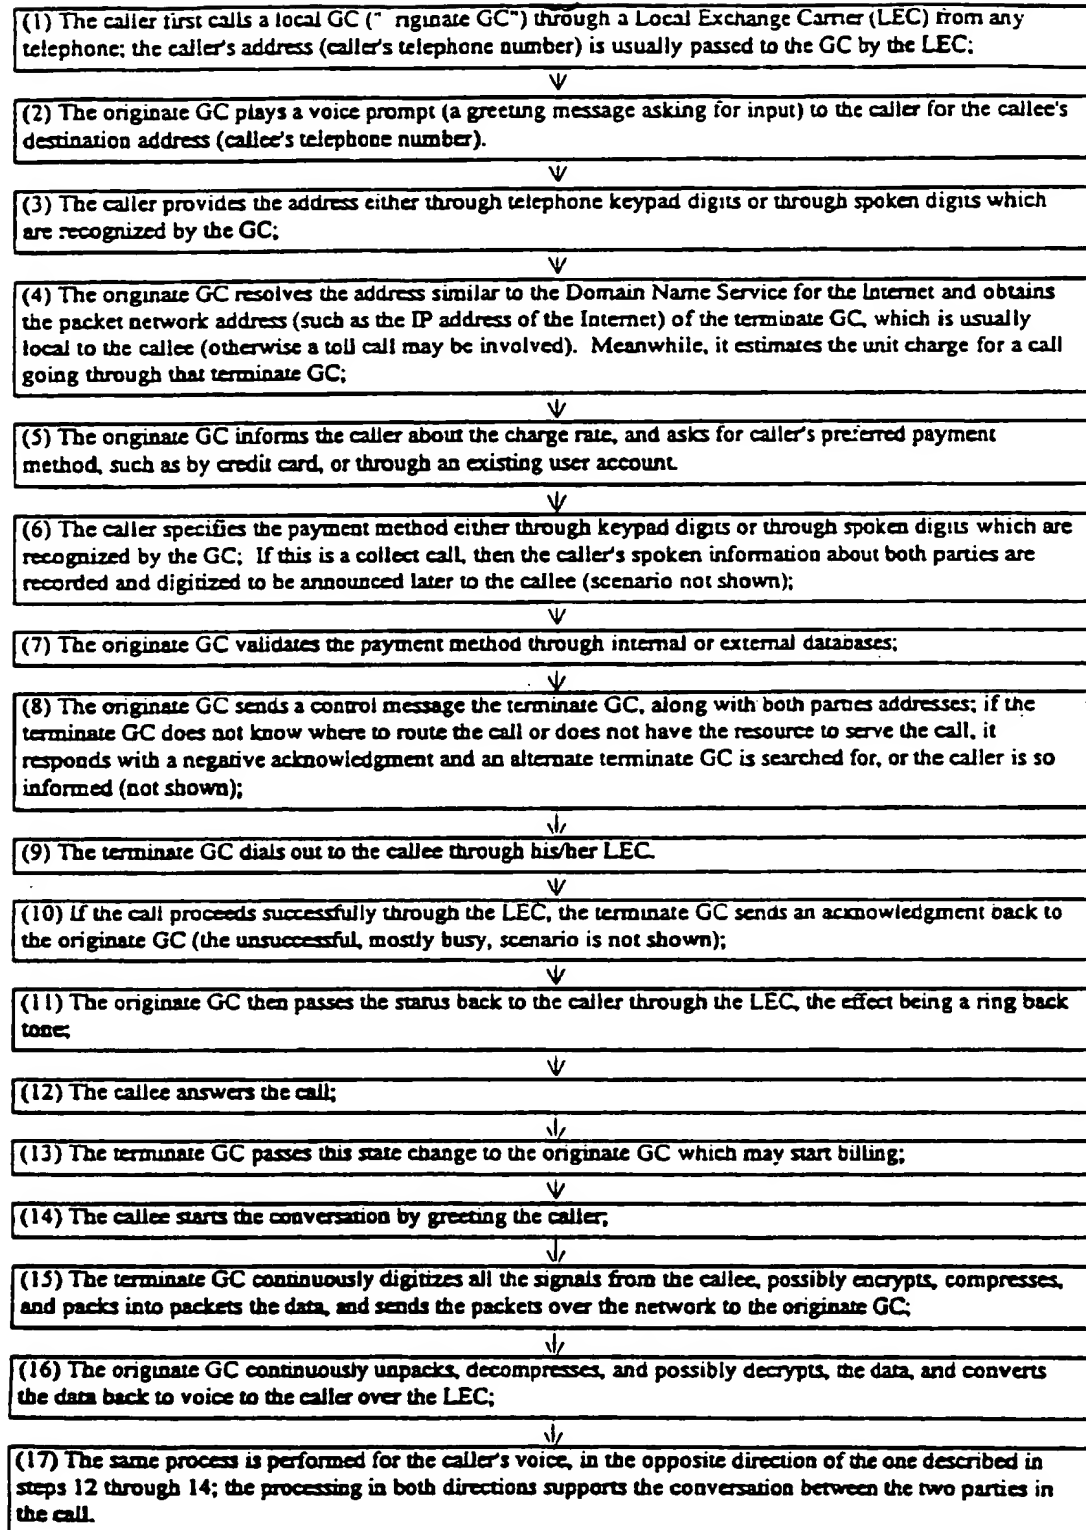 (1) The caller first calls a local GC (" riginate GC") through a Local Exchange Carrier (LEC) from any
telephone; the caller's address (caller's telephone number) is usually passed to the GC by the LEC;
(2) The originate GC plays a voice prompt (a greeting message asking for input) to the caller for the callee's
destination address (callee's telephone number).
(3) The caller provides the address either through telephone keypad digits or through spoken digits which
are recognized by the GC;
(4) The originate GC resolves the address similar to the Domain Name Service for the Internet and obtains
the packet network address (such as the IP address of the Internet) of the terminate GC, which is usually
local to the callee (otherwise a toll call may be involved). Meanwhile, it estimates the unit charge for a call
going through that terminate GC;
(5) The originate GC informs the caller about the charge rate, and asks for caller's preferred payment
method, such as by credit card, or through an existing user account.
(6) The caller specifies the payment method either through keypad digits or through spoken digits which are
recognized by the GC; If this is a collect call, then the caller's spoken information about both parties are
recorded and digitized to be announced later to the callee (scenario not shown);
(7) The originate GC validates the payment method through internal or external databases;
(8) The originate GC sends a control message the terminate GC, along with both parties addresses; if the
terminate GC does not know where to route the call or does not have the resource to serve the call, it
responds with a negative acknowledgment and an alternate terminate GC is searched for, or the caller is so
informed (not shown);
(9) The terminate GC dials out to the callee through his/her LEC.
(10) If the call proceeds successfully through the LEC, the terminate GC sends an acknowledgment back to
the originate GC (the unsuccessful, mostly busy, scenario is not shown);
(11) The originate GC then passes the status back to the caller through the LEC, the effect being a ring back
tone;
(12) The callee answers the call;
(13) The terminate GC passes this state change to the originate GC which may start billing;
(14) The callee starts the conversation by greeting the caller;
(15) The terminate GC continuously digitizes all the signals from the callee, possibly encrypts, compresses,
and packs into packets the data, and sends the packets over the network to the originate GC;
(16) The originate GC continuously unpacks, decompresses, and possibly decrypts, the data, and converts
the data back to voice to the caller over the LEC;
(17) The same process is performed for the caller's voice, in the opposite direction of the one described in
steps 12 through 14; the processing in both directions supports the conversation between the two parties in
the call.